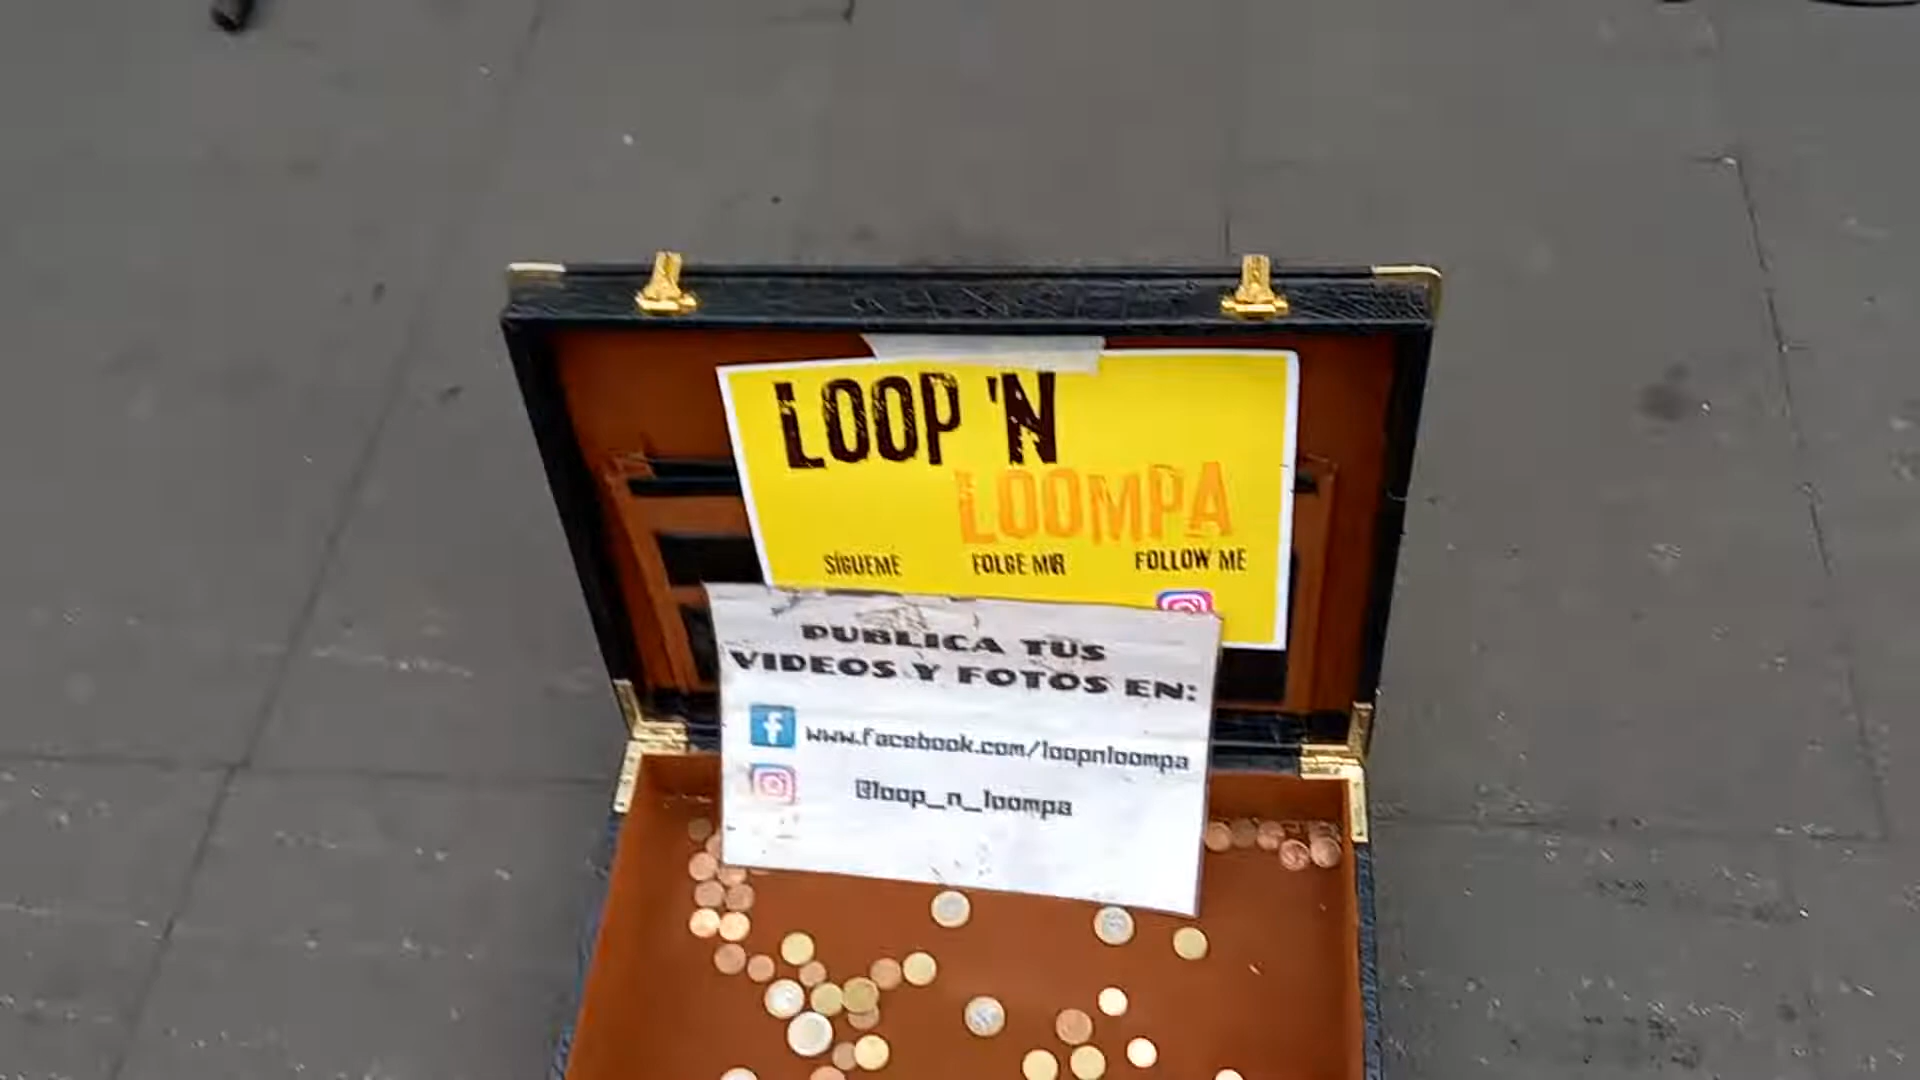 LOOP 'N
LOOMPA
SÍGUEME FOLGE MIR FOLLOW ME
PUBLICA TUS
VIDEOS Y FOTOS EN:
www.facebook.com/loopnloompa
@loop_n_loompa